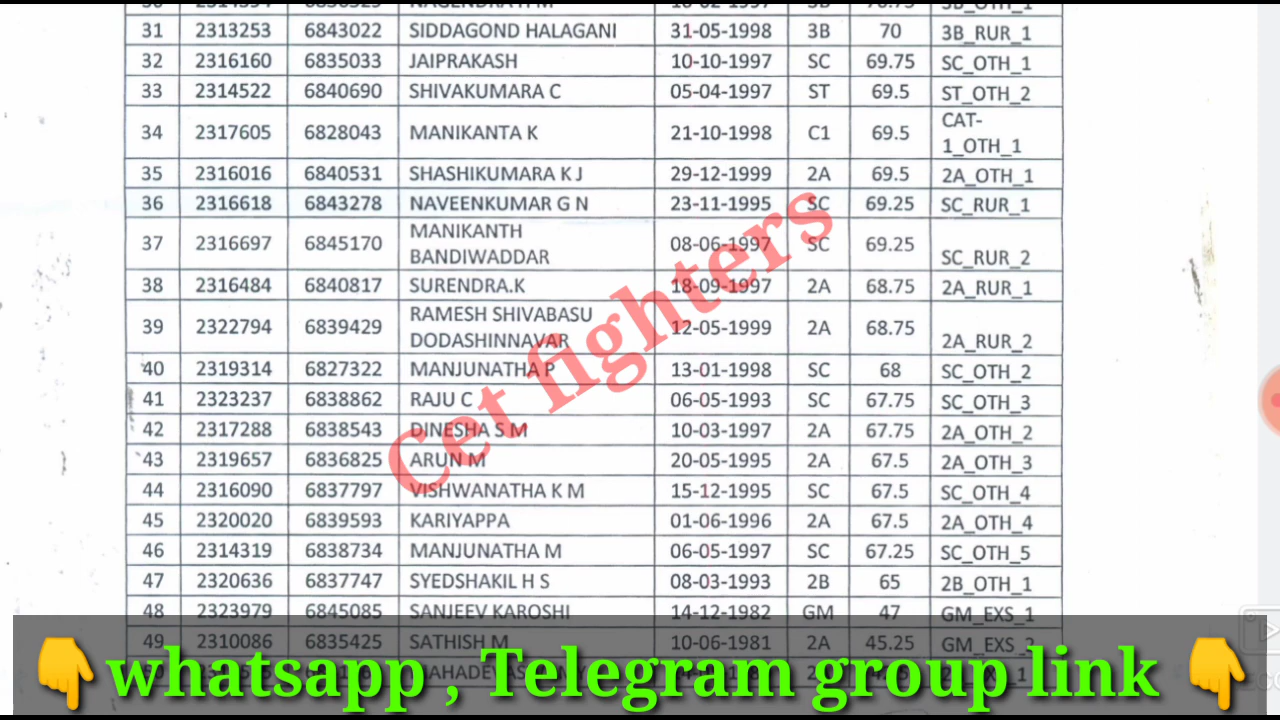 31 2313253 6843022 SIDDAGOND HALAGANI 31-05-1998 3B 70 3B_RUR_1
32 2316160 6835033 JAIPRAKASH 10-10-1997 SC 69.75 SC_OTH_1
33 2314522 6840690 SHIVAKUMARA C 05-04-1997 ST 69.5 ST_OTH_2
34 2317605 6828043 MANIKANTA K 21-10-1998 C1 69.5 CAT-
1_OTH_1
35 2316016 6840531 SHASHIKUMARA K J 29-12-1999 2A 69.5 2A_OTH_1
36 2316618 6843278 NAVEENKUMAR G N 23-11-1995 SC 69.25 SC_RUR_1
37 2316697 6845170 MANIKANTH 08-06-1997 SC 69.25 SC_RUR_2
BANDIWADDAR
38 2316484 6840817 SURENDRA.K 18-09-1997 2A 68.75 2A_RUR_1
39 2322794 6839429 RAMESH SHIVABASU 12-05-1999 2A 68.75 2A_RUR_2
DODASHINNAVAR
40 2319314 6827322 MANJUNATHA P 13-01-1998 SC 68 SC_OTH_2
41 2323237 6838862 RAJU C 06-05-1993 SC 67.75 SC_OTH_3
42 2317288 6838543 DINESHA S M 10-03-1997 2A 67.75 2A_OTH_2
43 2319657 6836825 ARUN M 20-05-1995 2A 67.5 2A_OTH_3
44 2316090 6837797 VISHWANATHA K M 15-12-1995 SC 67.5 SC_OTH_4
45 2320020 6839593 KARIYAPPA 01-06-1996 2A 67.5 2A_OTH_4
46 2314319 6838734 MANJUNATHA M 06-05-1997 SC 67.25 SC_OTH_5
47 2320636 6837747 SYEDSHAKIL H S 08-03-1993 2B 65 2B_OTH_1
48 2323979 6845085 SANJEEV KAROSHI 14-12-1982 GM 47 GM_EXS_1
49 2310086 6835425 SATHISH M 10-06-1981 2A 45.25 GM_EXS_2
Cet fighters
whatsapp , Telegram group link